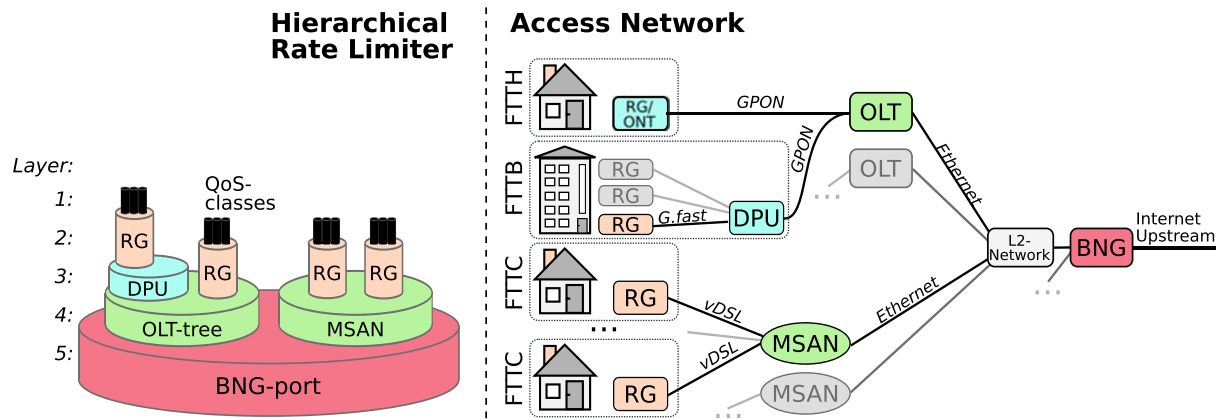 Hierarchical
Rate Limiter
Layer:
1:
2:
3:
4:
5:
QoS-
classes
RG
RG
RG
RG
DPU
OLT-tree
MSAN
BNG-port
Access Network
FTTH
RG/
ONT
GPON
OLT
FTTB
RG
RG
RG
G.fast
DPU
GPON
OLT
...
Ethernet
FTTC
RG
vDSL
...
FTTC
RG
vDSL
MSAN
MSAN
...
Ethernet
L2-
Network
BNG
...
Internet
Upstream